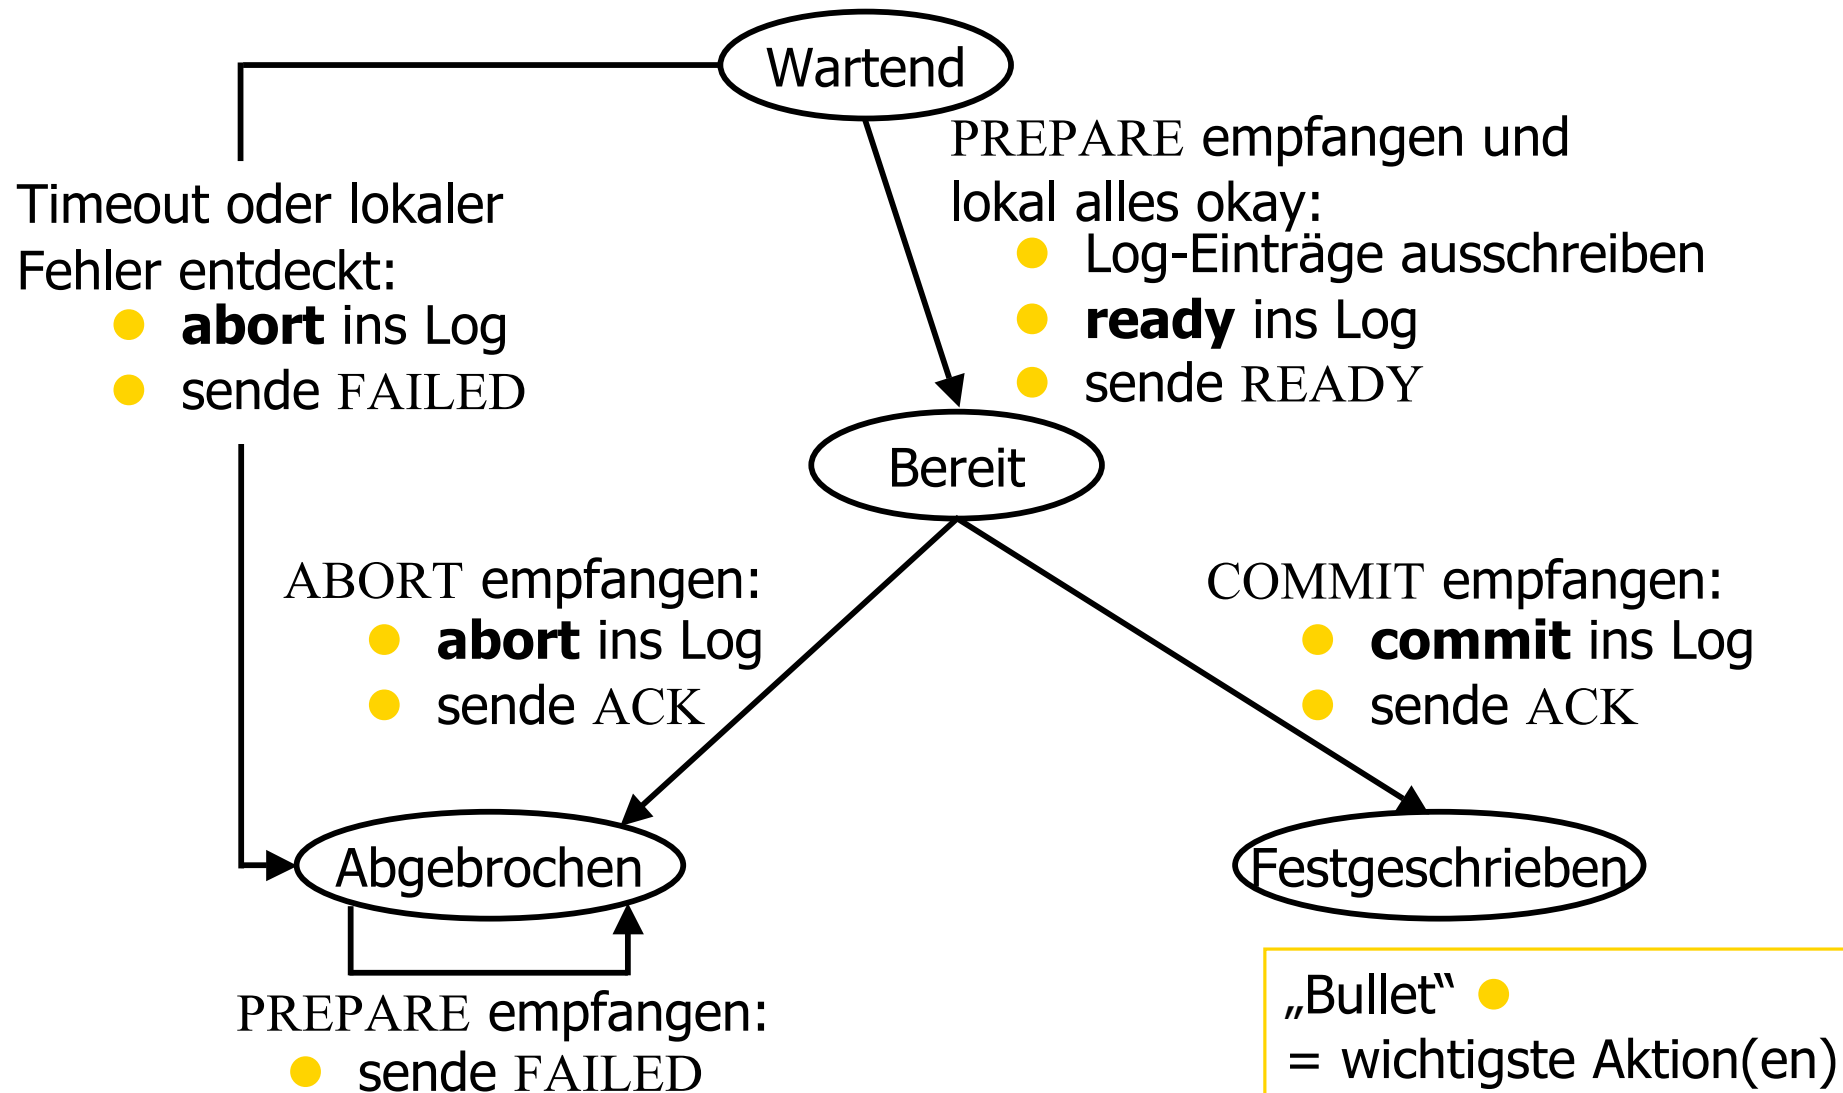 Wartend
PREPARE empfangen und
lokal alles okay:
● Log-Einträge ausschreiben
● ready ins Log
● sende READY
Timeout oder lokaler
Fehler entdeckt:
● abort ins Log
● sende FAILED
Bereit
ABORT empfangen:
● abort ins Log
● sende ACK
COMMIT empfangen:
● commit ins Log
● sende ACK
Abgebrochen
Festgeschrieben
PREPARE empfangen:
● sende FAILED
„Bullet“ ●
= wichtigste Aktion(en)